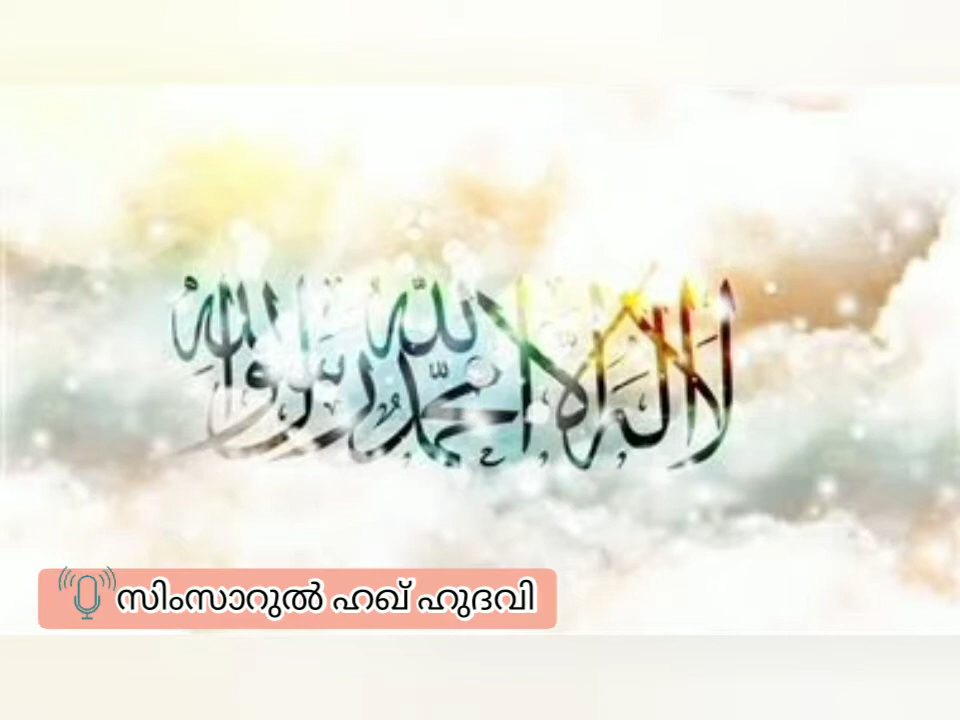 لا إله إلا الله محمد رسول الله
സിംസാറുൽ ഹഖ് ഹുദവി